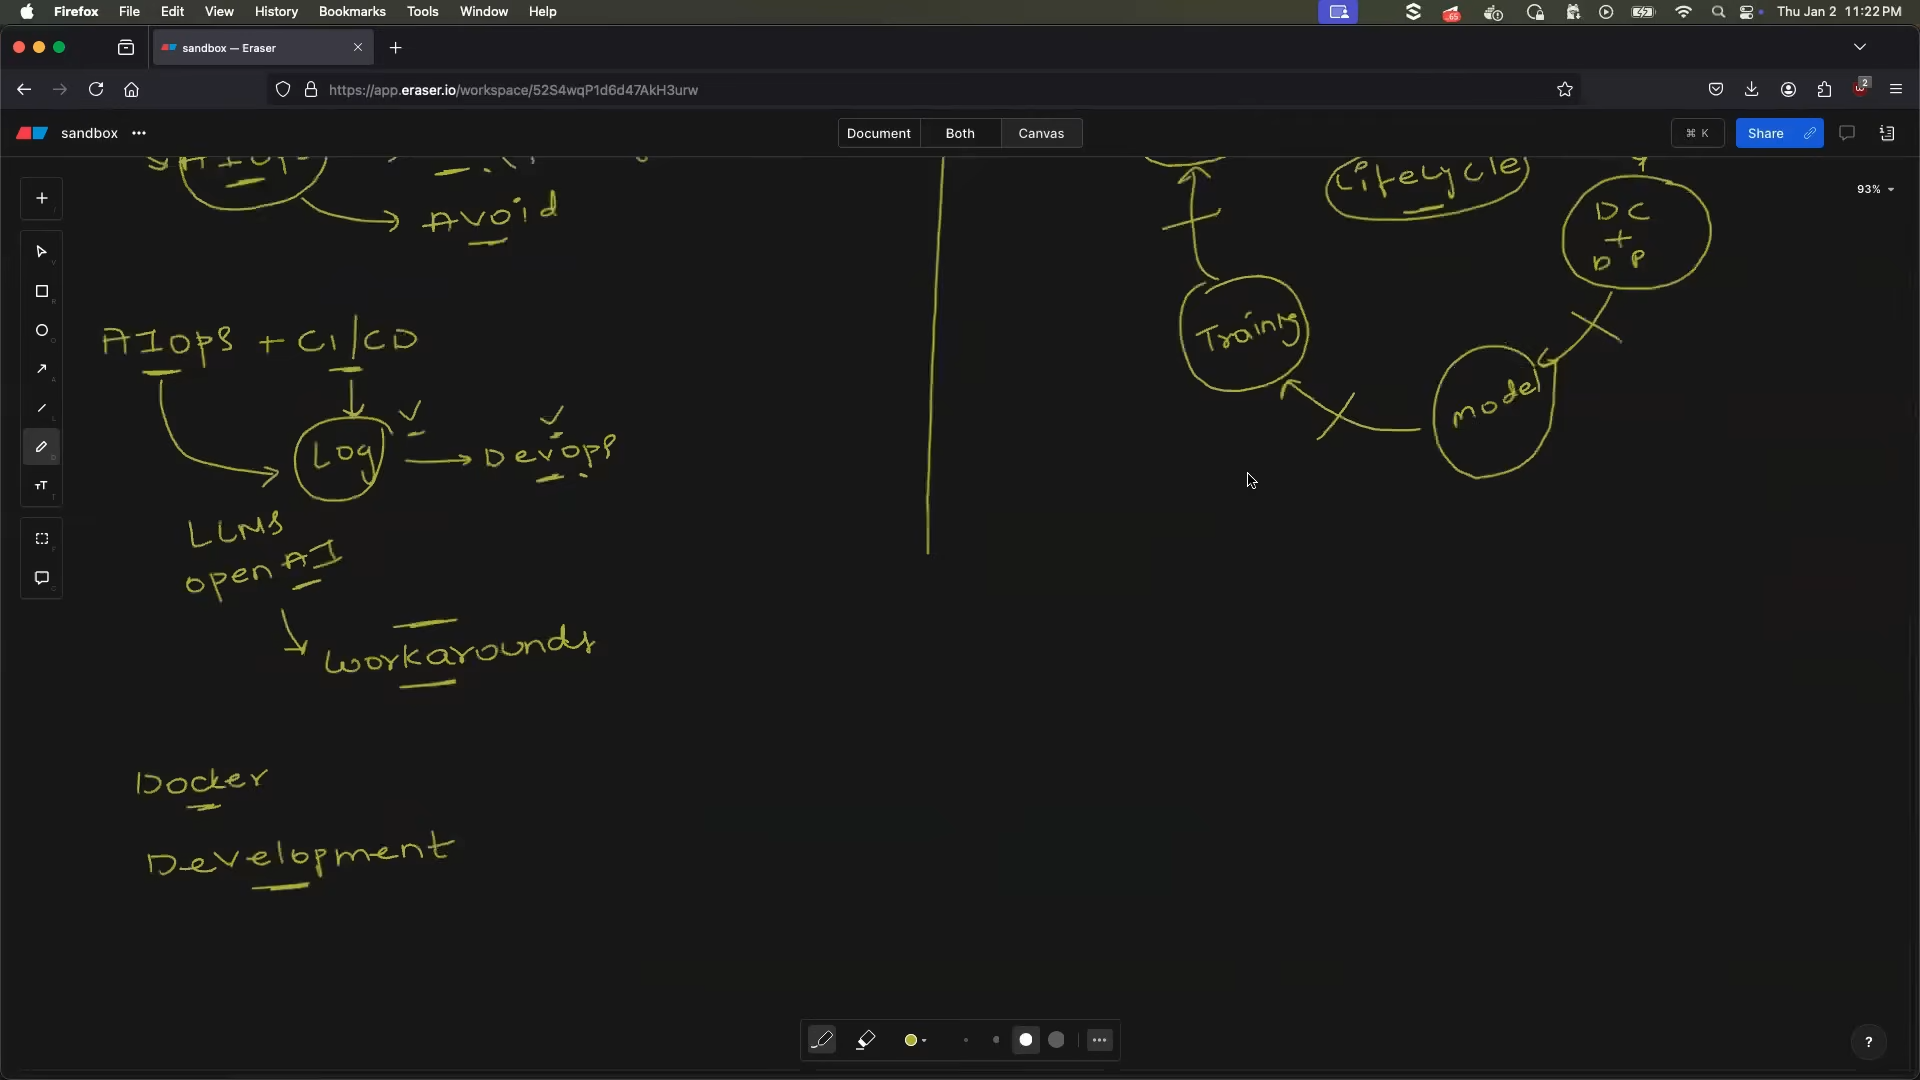 Firefox File Edit View History Bookmarks Tools Window Help
Thu Jan 2 11:22 PM
sandbox — Eraser
https://app.eraser.io/workspace/52S4wqP1d6d47AkH3urw
2
sandbox
Document Both Canvas
⌘ K
Share
93%
Avoid
AIops + CI/CD
Log
Devops
LLMs
open AI
workarounds
Docker
Development
Lifecycle
DC
+
DP
model
?